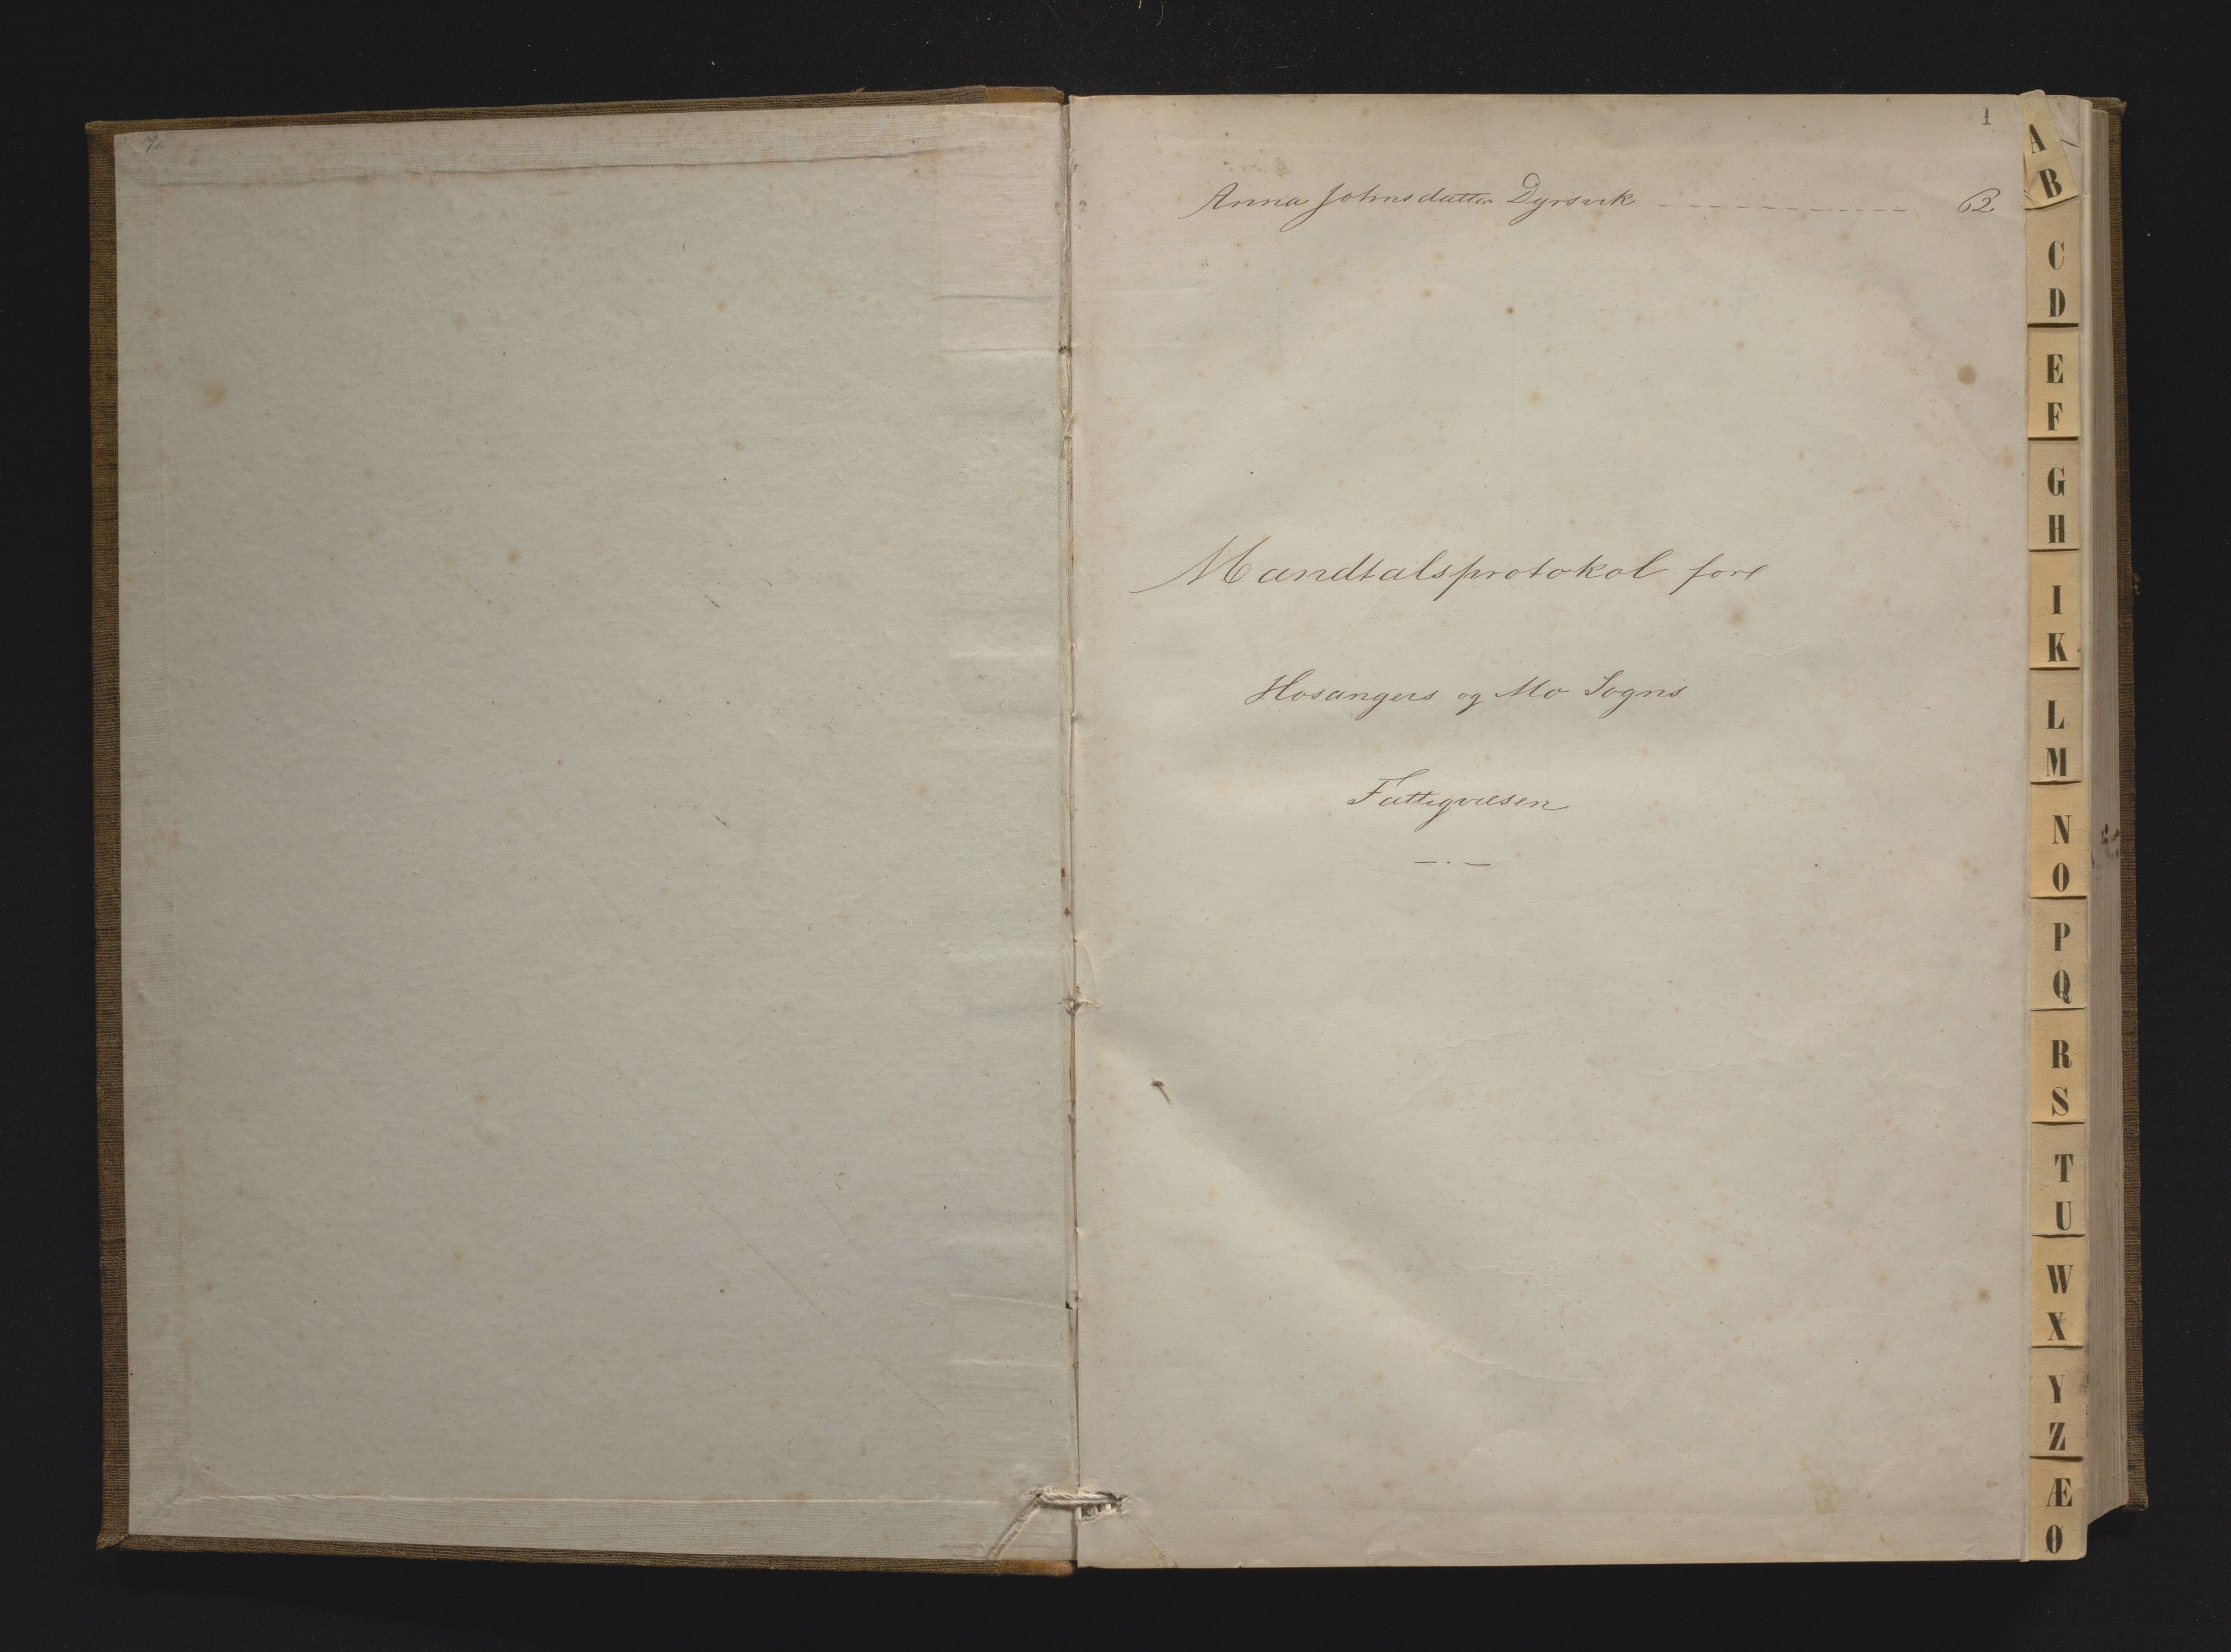 1
Anna Johnsdatter Dyrsvik - - - - - - - - - - - 62
Mandtalsprotokol for
Hosangers og Mo Sogns
Fattigvæsen
—.—
A
B
C
D
E
F
G
H
I
K
L
M
N
O
P
Q
R
S
T
U
W
X
Y
Z
Æ
Ø